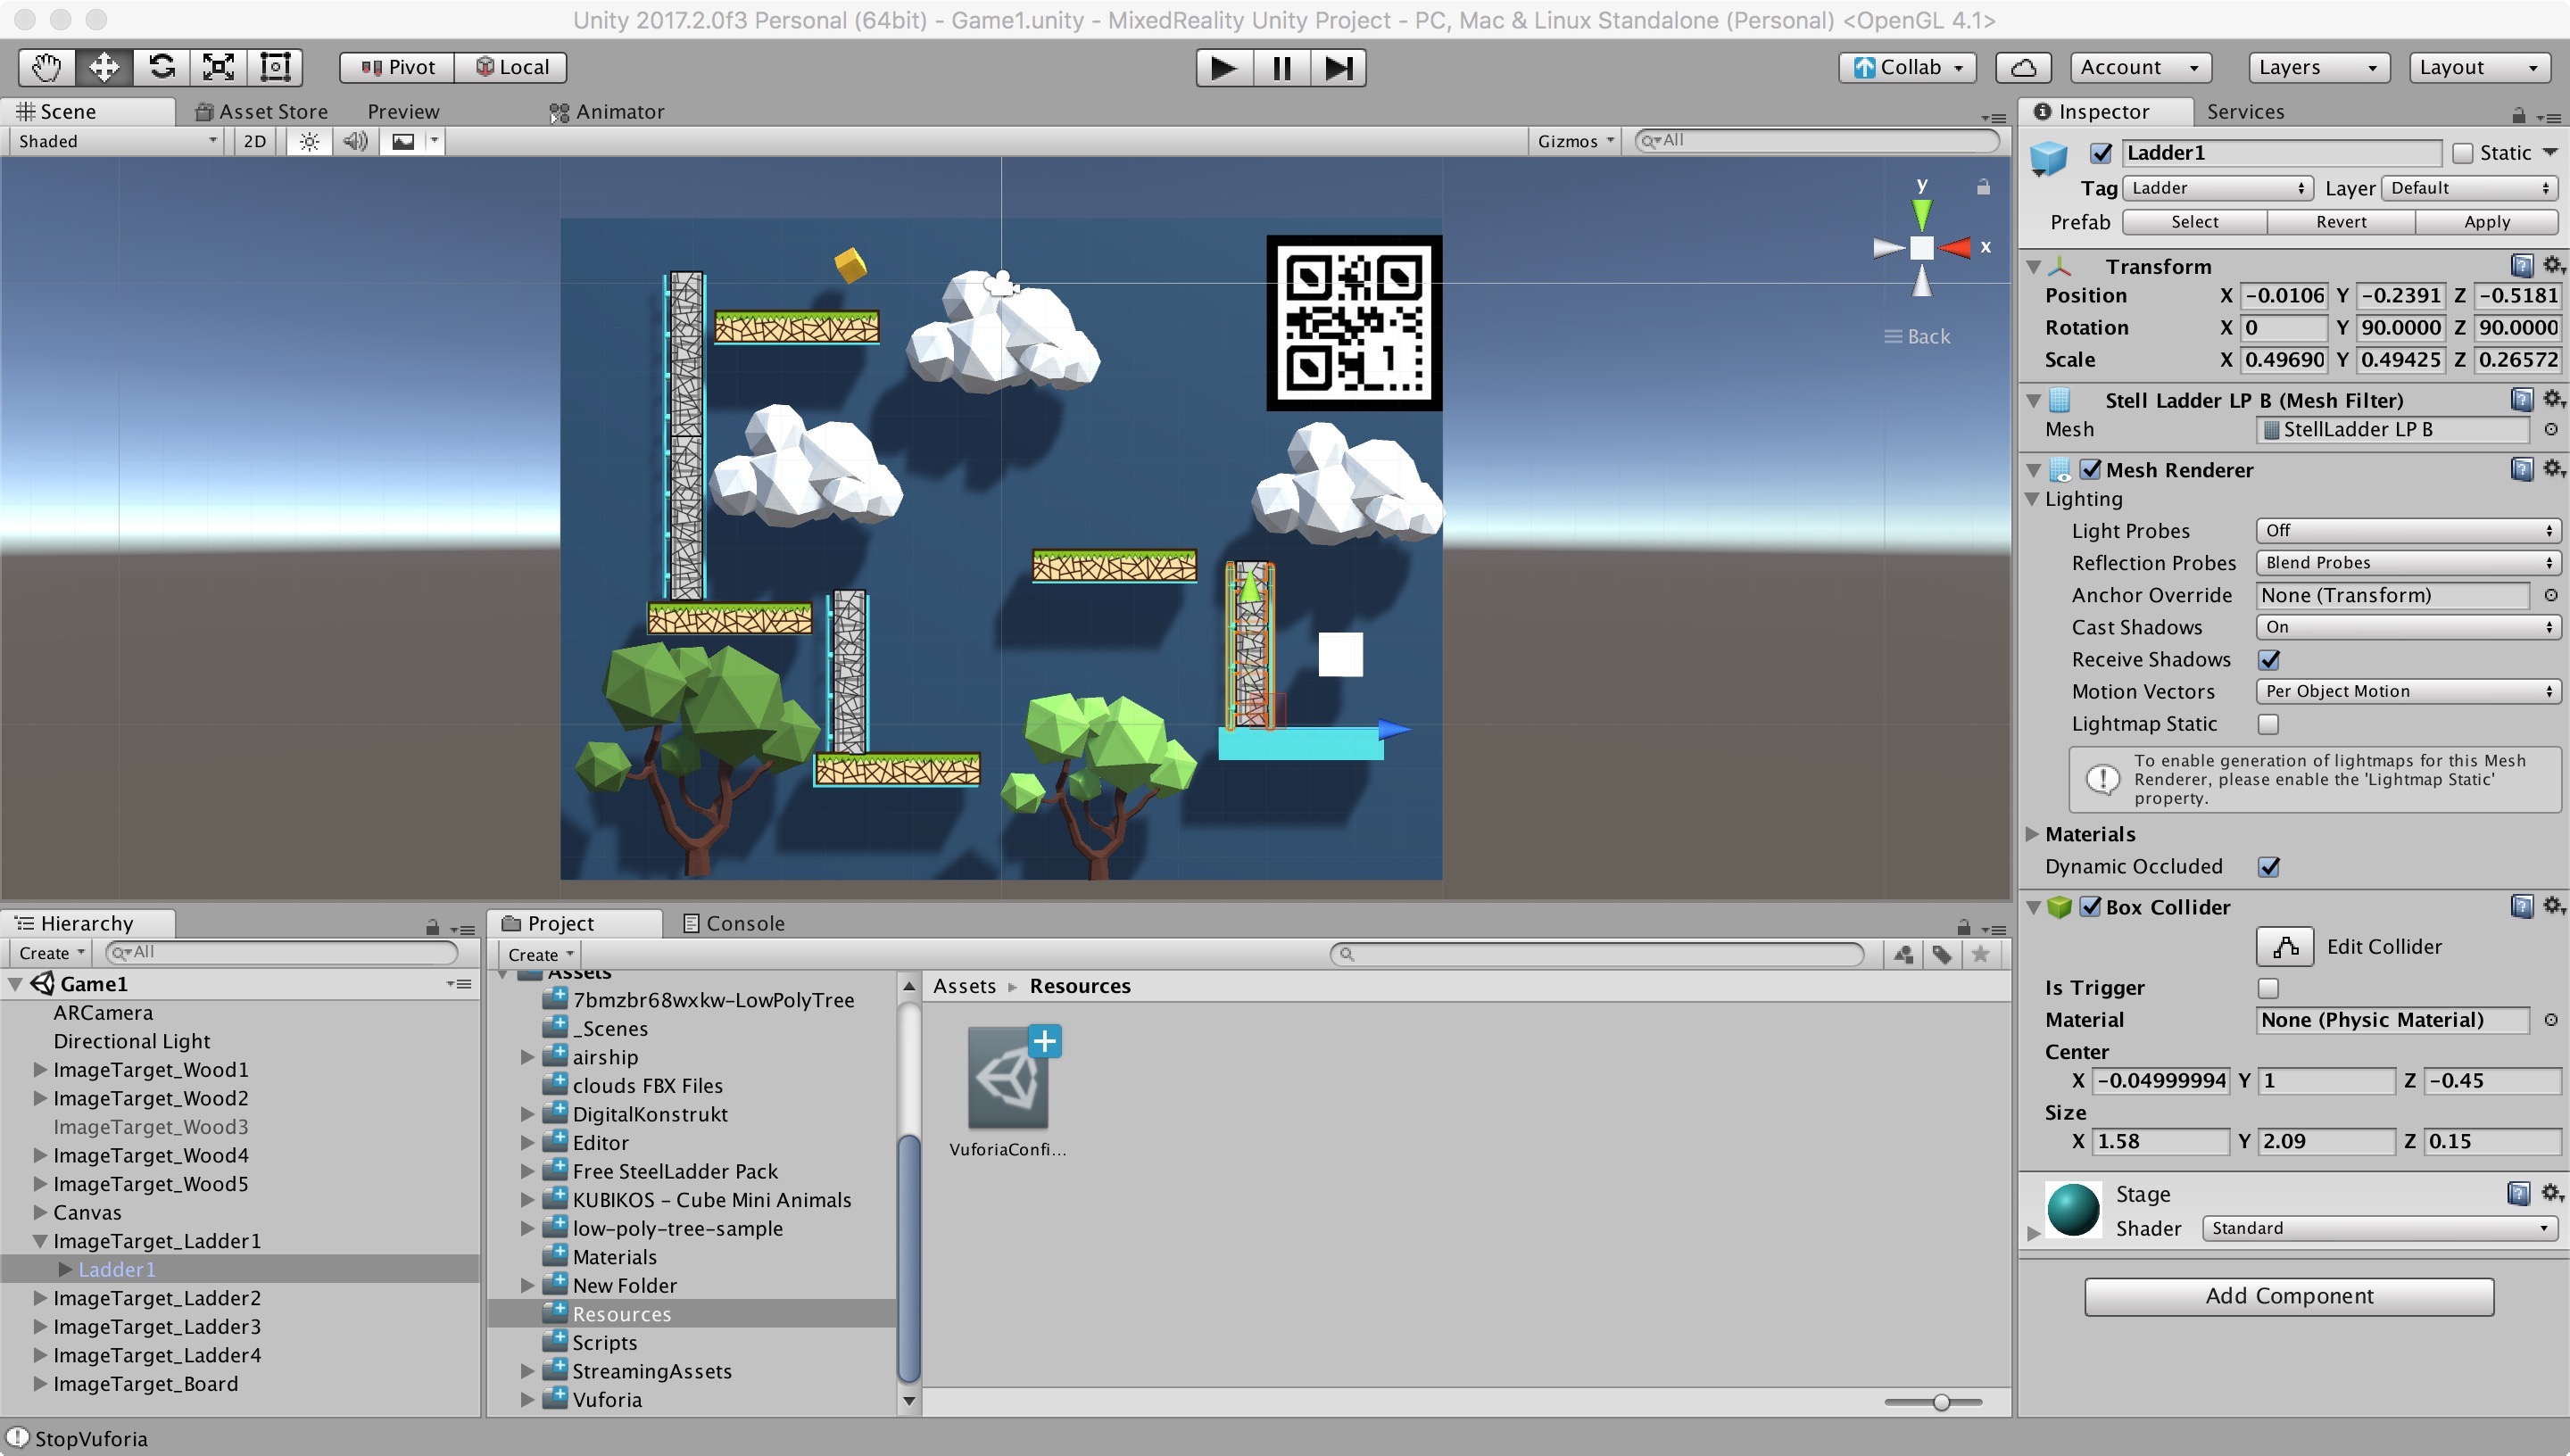 Unity 2017.2.0f3 Personal (64bit) - Game1.unity - MixedReality Unity Project - PC, Mac & Linux Standalone (Personal) <OpenGL 4.1>
Pivot Local Collab Account Layers Layout
Scene Asset Store Preview Animator
Shaded 2D Gizmos All
y
x
Back
1
Inspector Services
Ladder1 Static
Tag Ladder Layer Default
Prefab Select Revert Apply
Transform
Position X -0.0106 Y -0.2391 Z -0.5181
Rotation X 0 Y 90.0000 Z 90.0000
Scale X 0.49690 Y 0.49425 Z 0.26572
Stell Ladder LP B (Mesh Filter)
Mesh StellLadder LP B
Mesh Renderer
Lighting
Light Probes Off
Reflection Probes Blend Probes
Anchor Override None (Transform)
Cast Shadows On
Receive Shadows
Motion Vectors Per Object Motion
Lightmap Static
To enable generation of lightmaps for this Mesh
Renderer, please enable the 'Lightmap Static'
property.
Materials
Dynamic Occluded
Box Collider
Edit Collider
Is Trigger
Material None (Physic Material)
Center
X -0.04999994 Y 1 Z -0.45
Size
X 1.58 Y 2.09 Z 0.15
Stage
Shader Standard
Add Component
Hierarchy
Create All
Game1
ARCamera
Directional Light
ImageTarget_Wood1
ImageTarget_Wood2
ImageTarget_Wood3
ImageTarget_Wood4
ImageTarget_Wood5
Canvas
ImageTarget_Ladder1
Ladder1
ImageTarget_Ladder2
ImageTarget_Ladder3
ImageTarget_Ladder4
ImageTarget_Board
Project Console
Create
Assets
7bmzbr68wxkw-LowPolyTree
_Scenes
airship
clouds FBX Files
DigitalKonstrukt
Editor
Free SteelLadder Pack
KUBIKOS - Cube Mini Animals
low-poly-tree-sample
Materials
New Folder
Resources
Scripts
StreamingAssets
Vuforia
Assets Resources
VuforiaConfi...
StopVuforia